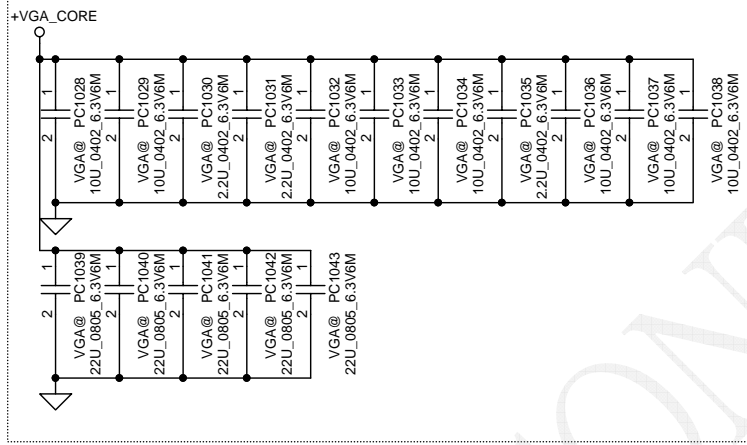 +VGA_CORE
1
2
VGA@ PC1028
10U_0402_6.3V6M
1
2
VGA@ PC1029
10U_0402_6.3V6M
1
2
VGA@ PC1030
2.2U_0402_6.3V6M
1
2
VGA@ PC1031
2.2U_0402_6.3V6M
1
2
VGA@ PC1032
10U_0402_6.3V6M
1
2
VGA@ PC1033
10U_0402_6.3V6M
1
2
VGA@ PC1034
10U_0402_6.3V6M
1
2
VGA@ PC1035
2.2U_0402_6.3V6M
1
2
VGA@ PC1036
10U_0402_6.3V6M
1
2
VGA@ PC1037
10U_0402_6.3V6M
1
2
VGA@ PC1038
10U_0402_6.3V6M
1
2
VGA@ PC1039
22U_0805_6.3V6M
1
2
VGA@ PC1040
22U_0805_6.3V6M
1
2
VGA@ PC1041
22U_0805_6.3V6M
1
2
VGA@ PC1042
22U_0805_6.3V6M
1
2
VGA@ PC1043
22U_0805_6.3V6M